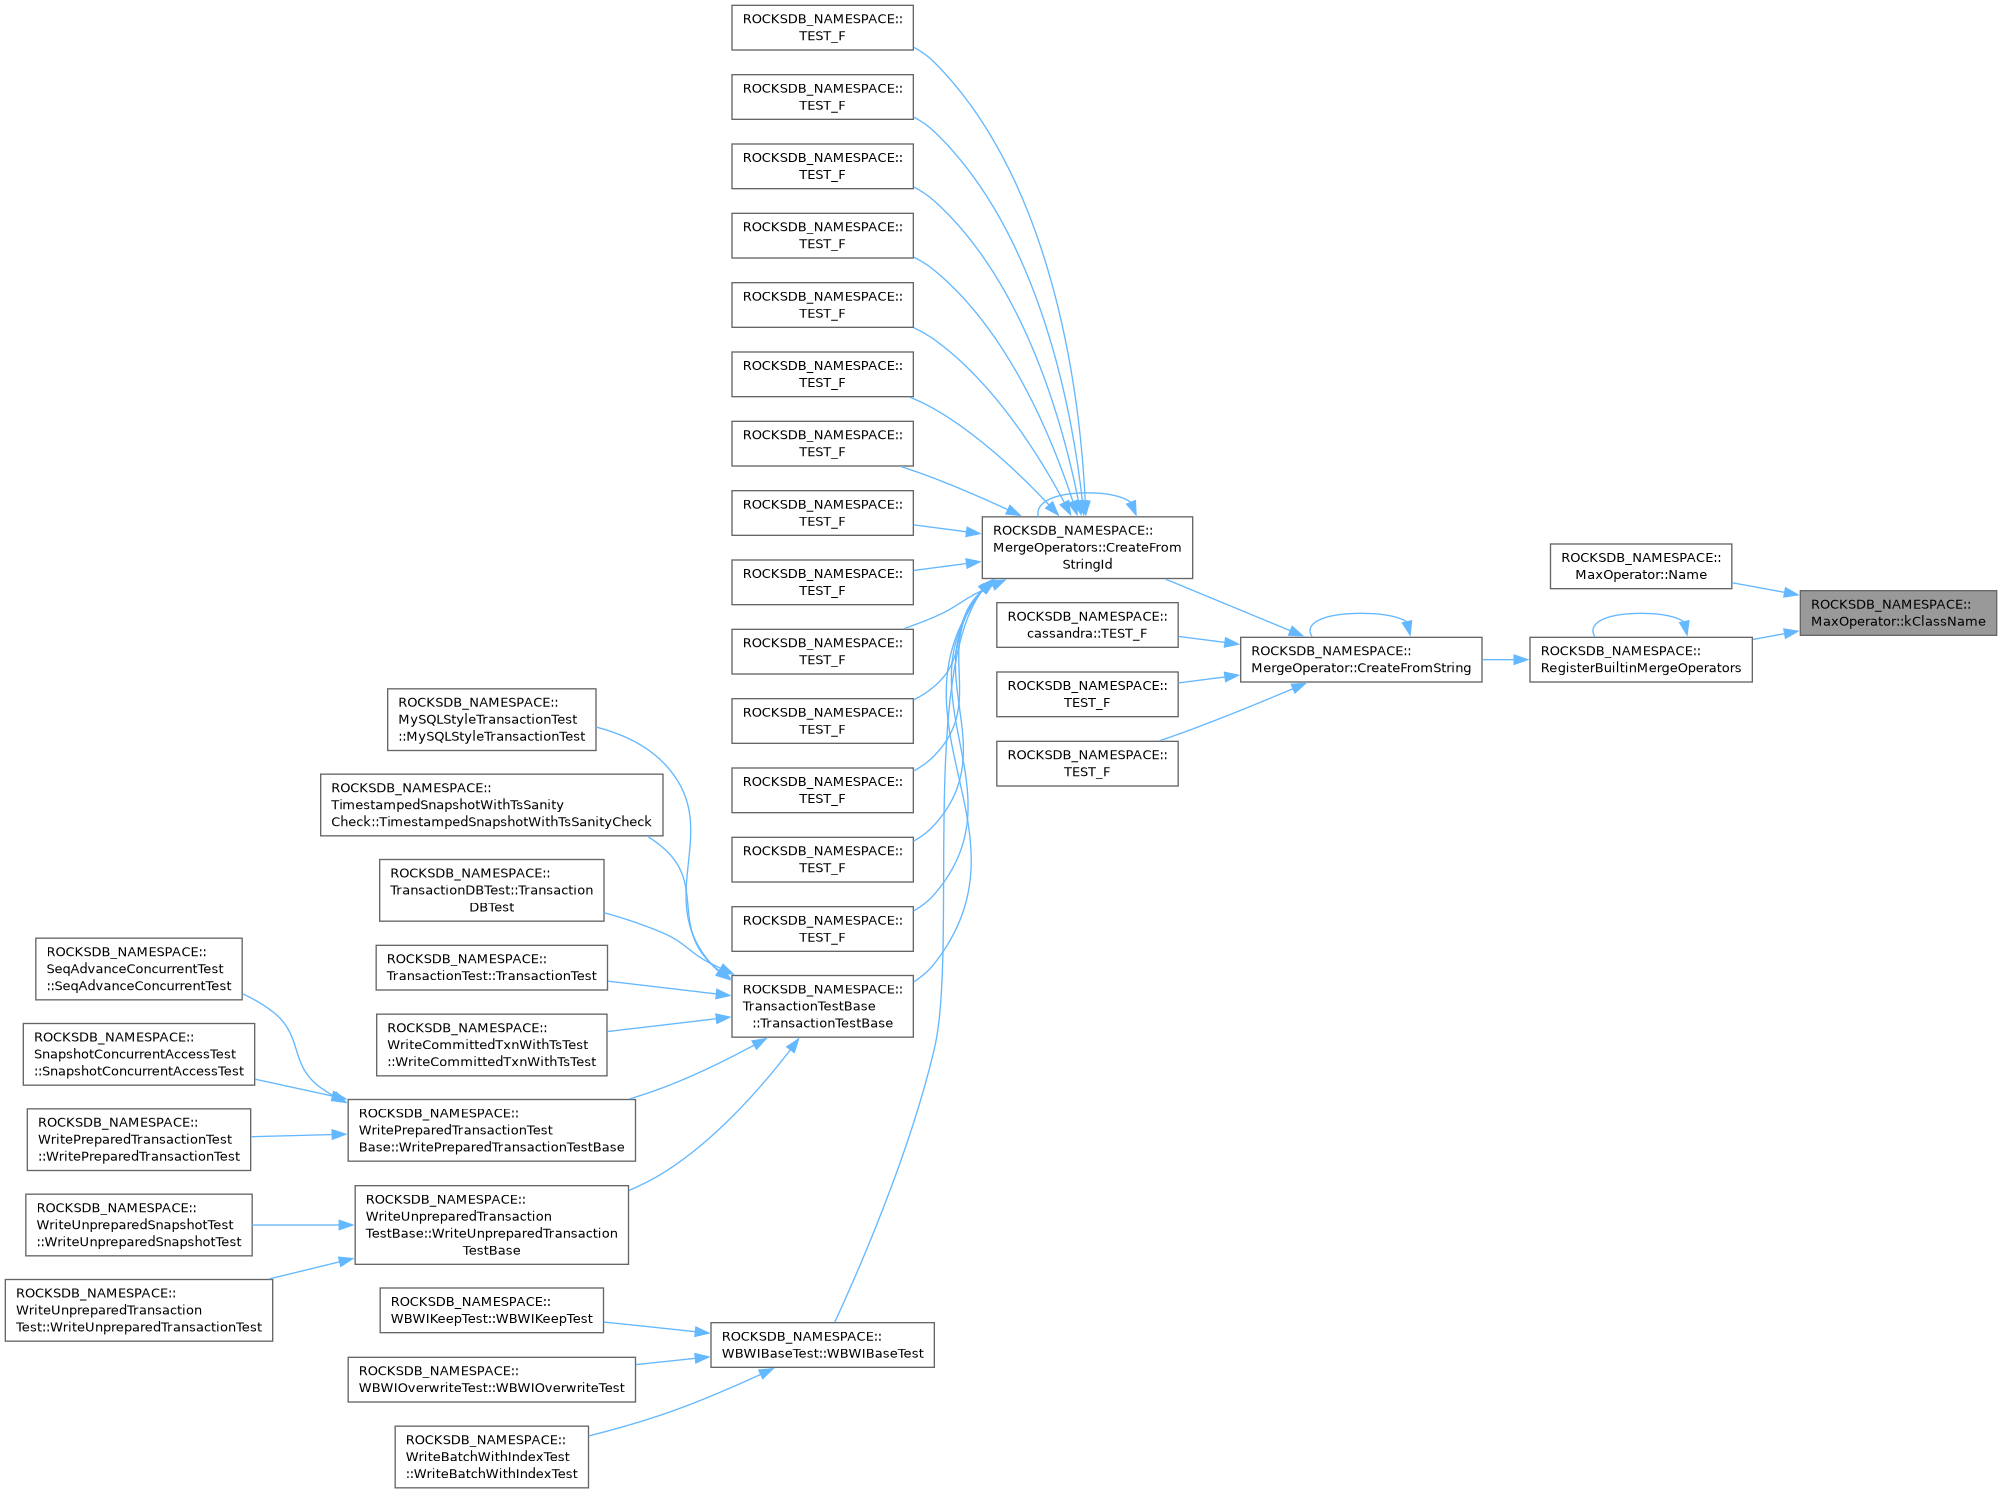 ROCKSDB_NAMESPACE::
TEST_F
ROCKSDB_NAMESPACE::
TEST_F
ROCKSDB_NAMESPACE::
TEST_F
ROCKSDB_NAMESPACE::
TEST_F
ROCKSDB_NAMESPACE::
TEST_F
ROCKSDB_NAMESPACE::
TEST_F
ROCKSDB_NAMESPACE::
TEST_F
ROCKSDB_NAMESPACE::
TEST_F
ROCKSDB_NAMESPACE::
TEST_F
ROCKSDB_NAMESPACE::
TEST_F
ROCKSDB_NAMESPACE::
TEST_F
ROCKSDB_NAMESPACE::
TEST_F
ROCKSDB_NAMESPACE::
TEST_F
ROCKSDB_NAMESPACE::
TEST_F
ROCKSDB_NAMESPACE::
MergeOperators::CreateFrom
StringId
ROCKSDB_NAMESPACE::
cassandra::TEST_F
ROCKSDB_NAMESPACE::
TEST_F
ROCKSDB_NAMESPACE::
TEST_F
ROCKSDB_NAMESPACE::
MergeOperator::CreateFromString
ROCKSDB_NAMESPACE::
MaxOperator::Name
ROCKSDB_NAMESPACE::
RegisterBuiltinMergeOperators
ROCKSDB_NAMESPACE::
MaxOperator::kClassName
ROCKSDB_NAMESPACE::
MySQLStyleTransactionTest
::MySQLStyleTransactionTest
ROCKSDB_NAMESPACE::
TimestampedSnapshotWithTsSanity
Check::TimestampedSnapshotWithTsSanityCheck
ROCKSDB_NAMESPACE::
TransactionDBTest::Transaction
DBTest
ROCKSDB_NAMESPACE::
TransactionTest::TransactionTest
ROCKSDB_NAMESPACE::
WriteCommittedTxnWithTsTest
::WriteCommittedTxnWithTsTest
ROCKSDB_NAMESPACE::
TransactionTestBase
::TransactionTestBase
ROCKSDB_NAMESPACE::
SeqAdvanceConcurrentTest
::SeqAdvanceConcurrentTest
ROCKSDB_NAMESPACE::
SnapshotConcurrentAccessTest
::SnapshotConcurrentAccessTest
ROCKSDB_NAMESPACE::
WritePreparedTransactionTest
::WritePreparedTransactionTest
ROCKSDB_NAMESPACE::
WritePreparedTransactionTest
Base::WritePreparedTransactionTestBase
ROCKSDB_NAMESPACE::
WriteUnpreparedSnapshotTest
::WriteUnpreparedSnapshotTest
ROCKSDB_NAMESPACE::
WriteUnpreparedTransaction
Test::WriteUnpreparedTransactionTest
ROCKSDB_NAMESPACE::
WriteUnpreparedTransaction
TestBase::WriteUnpreparedTransaction
TestBase
ROCKSDB_NAMESPACE::
WBWIKeepTest::WBWIKeepTest
ROCKSDB_NAMESPACE::
WBWIOverwriteTest::WBWIOverwriteTest
ROCKSDB_NAMESPACE::
WriteBatchWithIndexTest
::WriteBatchWithIndexTest
ROCKSDB_NAMESPACE::
WBWIBaseTest::WBWIBaseTest